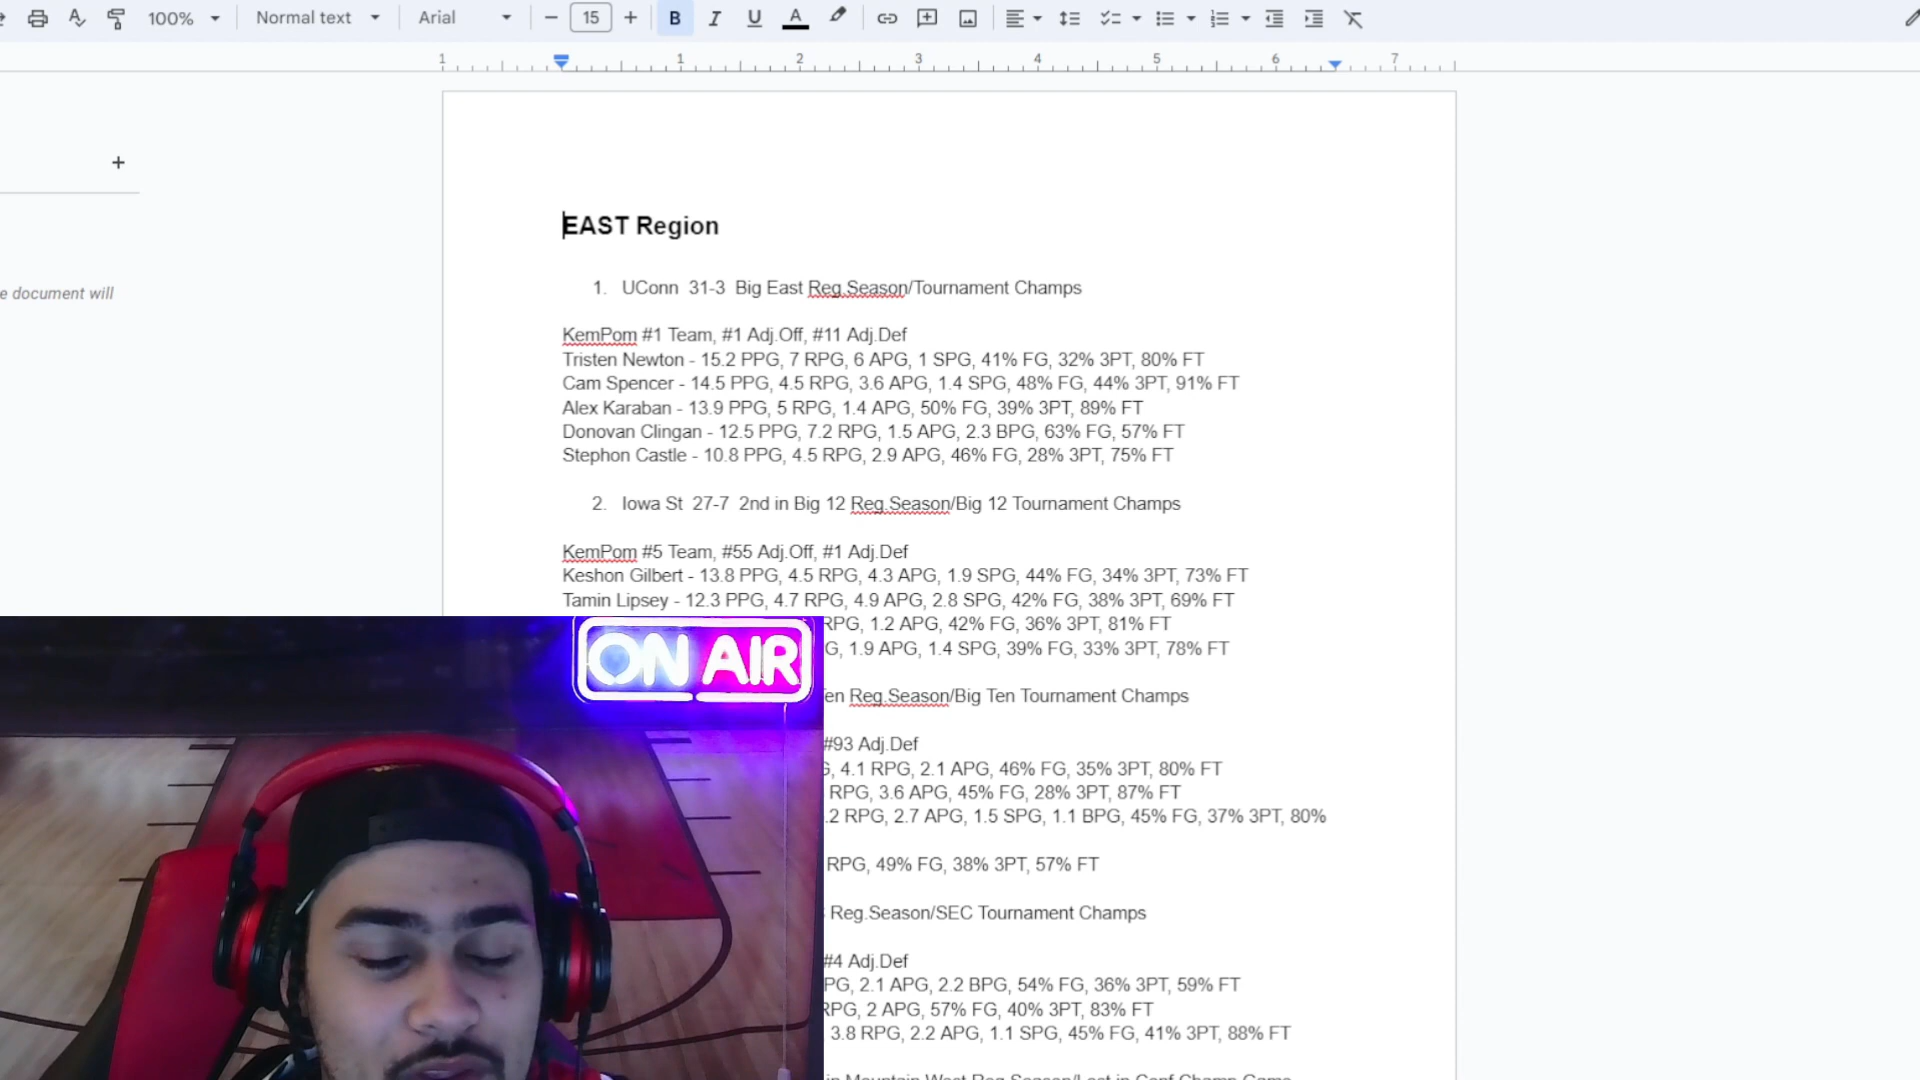 100%
Normal text
Arial
15
B
I
U
A
1
1
2
3
4
5
6
7
e document will
EAST Region
1. UConn 31-3 Big East Reg.Season/Tournament Champs
KemPom #1 Team, #1 Adj.Off, #11 Adj.Def
Tristen Newton - 15.2 PPG, 7 RPG, 6 APG, 1 SPG, 41% FG, 32% 3PT, 80% FT
Cam Spencer - 14.5 PPG, 4.5 RPG, 3.6 APG, 1.4 SPG, 48% FG, 44% 3PT, 91% FT
Alex Karaban - 13.9 PPG, 5 RPG, 1.4 APG, 50% FG, 39% 3PT, 89% FT
Donovan Clingan - 12.5 PPG, 7.2 RPG, 1.5 APG, 2.3 BPG, 63% FG, 57% FT
Stephon Castle - 10.8 PPG, 4.5 RPG, 2.9 APG, 46% FG, 28% 3PT, 75% FT
2. Iowa St 27-7 2nd in Big 12 Reg.Season/Big 12 Tournament Champs
KemPom #5 Team, #55 Adj.Off, #1 Adj.Def
Keshon Gilbert - 13.8 PPG, 4.5 RPG, 4.3 APG, 1.9 SPG, 44% FG, 34% 3PT, 73% FT
Tamin Lipsey - 12.3 PPG, 4.7 RPG, 4.9 APG, 2.8 SPG, 42% FG, 38% 3PT, 69% FT
RPG, 1.2 APG, 42% FG, 36% 3PT, 81% FT
G, 1.9 APG, 1.4 SPG, 39% FG, 33% 3PT, 78% FT
en Reg.Season/Big Ten Tournament Champs
#93 Adj.Def
G, 4.1 RPG, 2.1 APG, 46% FG, 35% 3PT, 80% FT
RPG, 3.6 APG, 45% FG, 28% 3PT, 87% FT
.2 RPG, 2.7 APG, 1.5 SPG, 1.1 BPG, 45% FG, 37% 3PT, 80%
RPG, 49% FG, 38% 3PT, 57% FT
Reg.Season/SEC Tournament Champs
#4 Adj.Def
PG, 2.1 APG, 2.2 BPG, 54% FG, 36% 3PT, 59% FT
RPG, 2 APG, 57% FG, 40% 3PT, 83% FT
3.8 RPG, 2.2 APG, 1.1 SPG, 45% FG, 41% 3PT, 88% FT
in Mountain West Reg.Season/Lost in Conf Champ Game
ON AIR